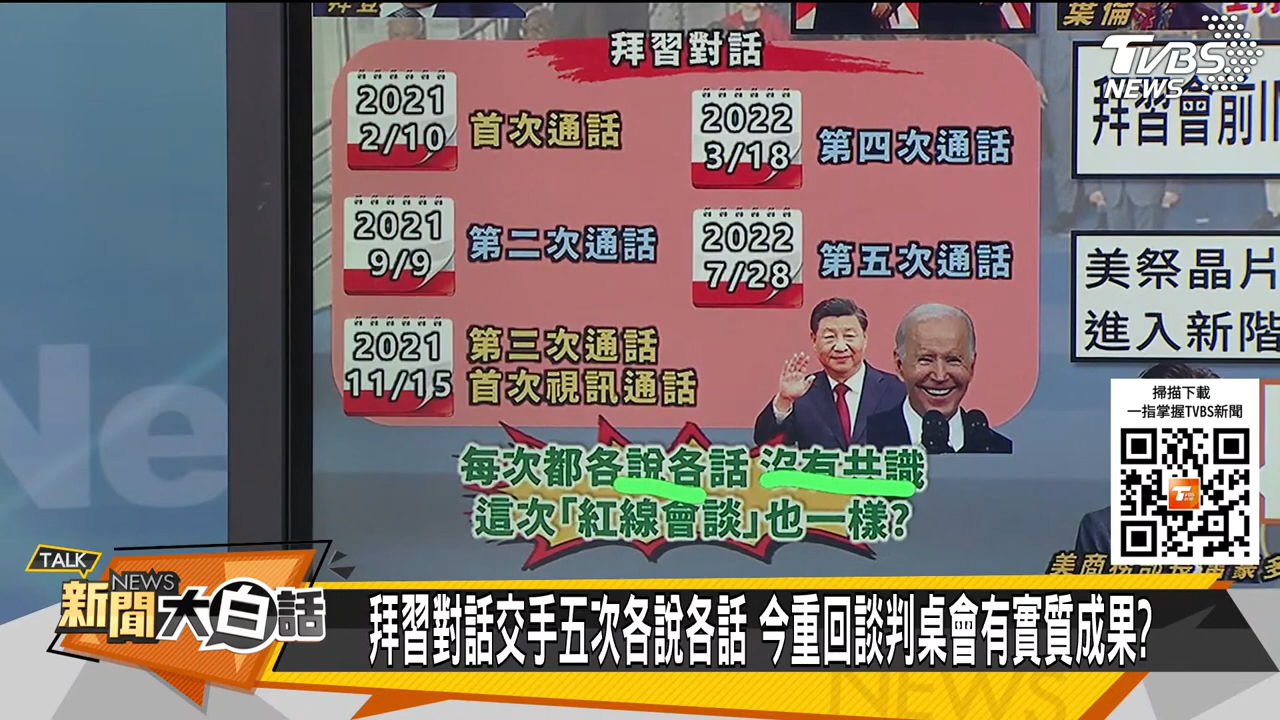 拜登
葉倫
拜習對話
2021
2/10
首次通話
2022
3/18
第四次通話
2021
9/9
第二次通話
2022
7/28
第五次通話
2021
11/15
第三次通話
首次視訊通話
每次都各說各話 沒有共識
這次「紅線會談」也一樣?
TVBS
NEWS
拜習會前
美祭晶片
進入新階
掃描下載
一指掌握TVBS新聞
Ne
TALK
NEWS
新聞大白話
拜習對話交手五次各說各話 今重回談判桌會有實質成果?
NEWS